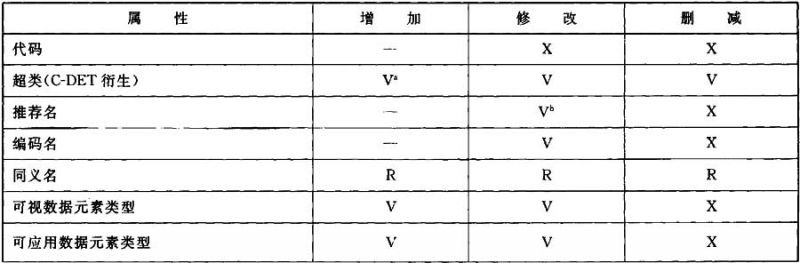 属 性 增 加 修 改 删 减
代码 — X X
超类(C-DET 衍生) Vᵃ V V
推荐名 — Vᵇ X
编码名 — V X
同义名 R R R
可视数据元素类型 V V X
可应用数据元素类型 V V X